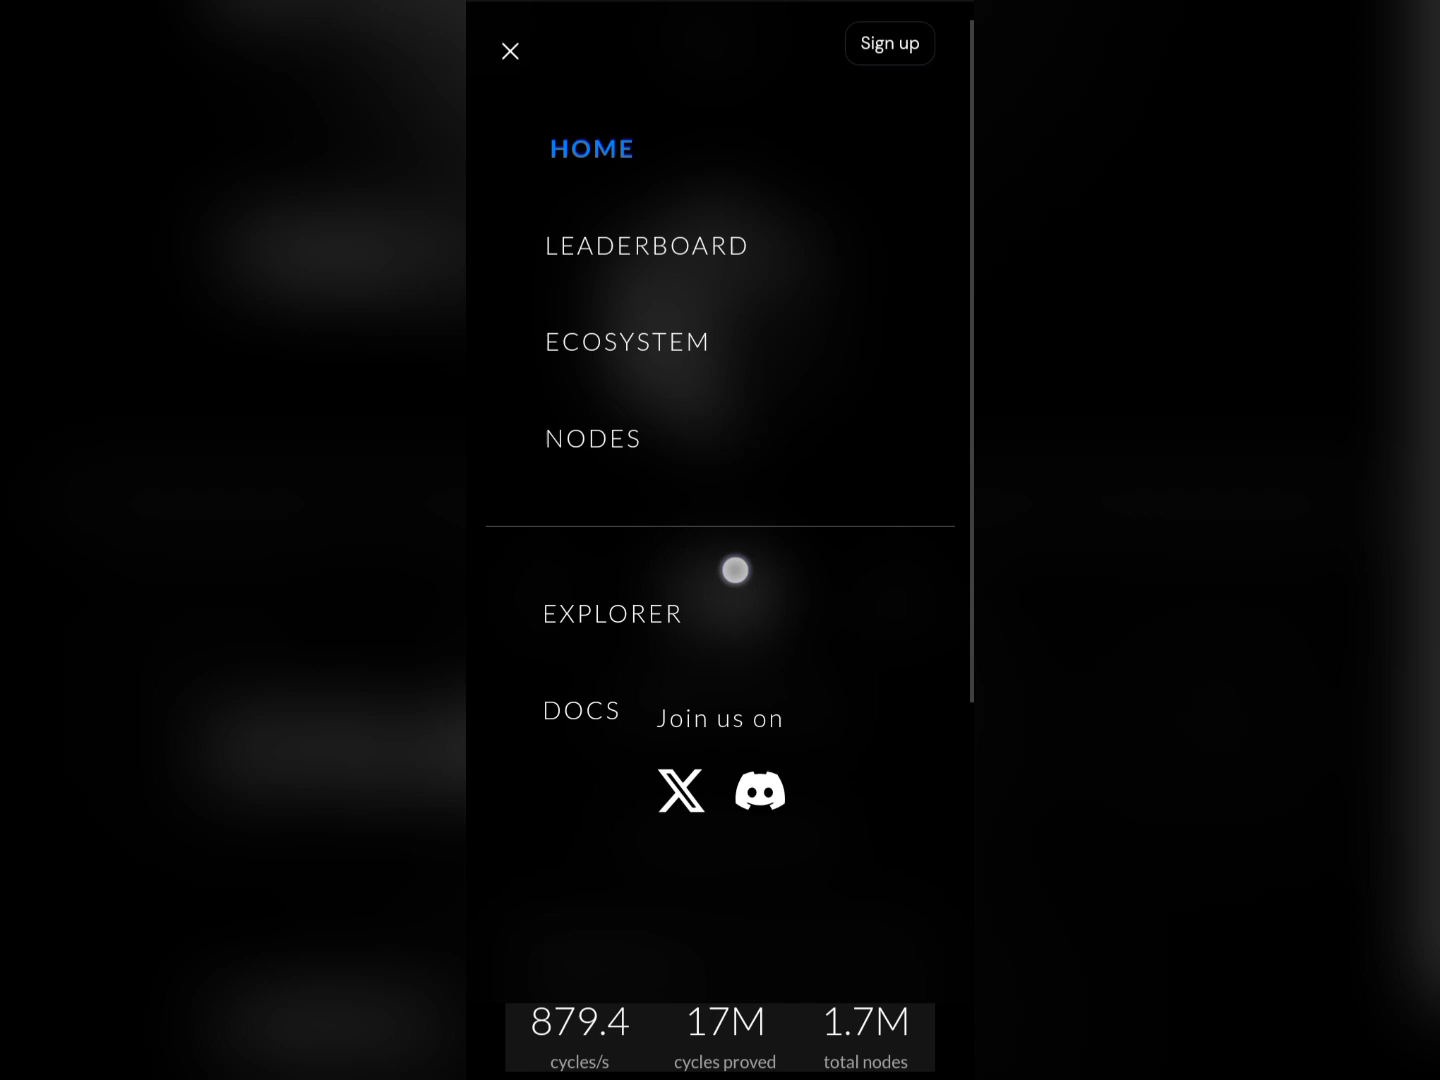 Sign up
HOME
LEADERBOARD
ECOSYSTEM
NODES
EXPLORER
DOCS
Join us on
879.4 17M 1.7M
cycles/s cycles proved total nodes